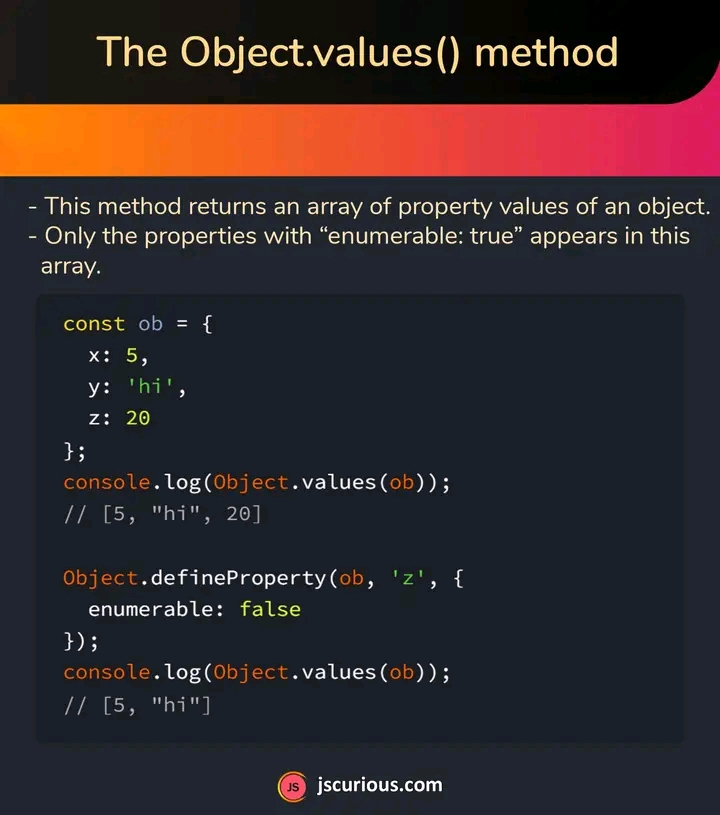 The Object.values() method
- This method returns an array of property values of an object.
- Only the properties with “enumerable: true” appears in this
array.
const ob = {
  x: 5,
  y: 'hi',
  z: 20
};
console.log(Object.values(ob));
// [5, "hi", 20]

Object.defineProperty(ob, 'z', {
  enumerable: false
});
console.log(Object.values(ob));
// [5, "hi"]
JS jscurious.com